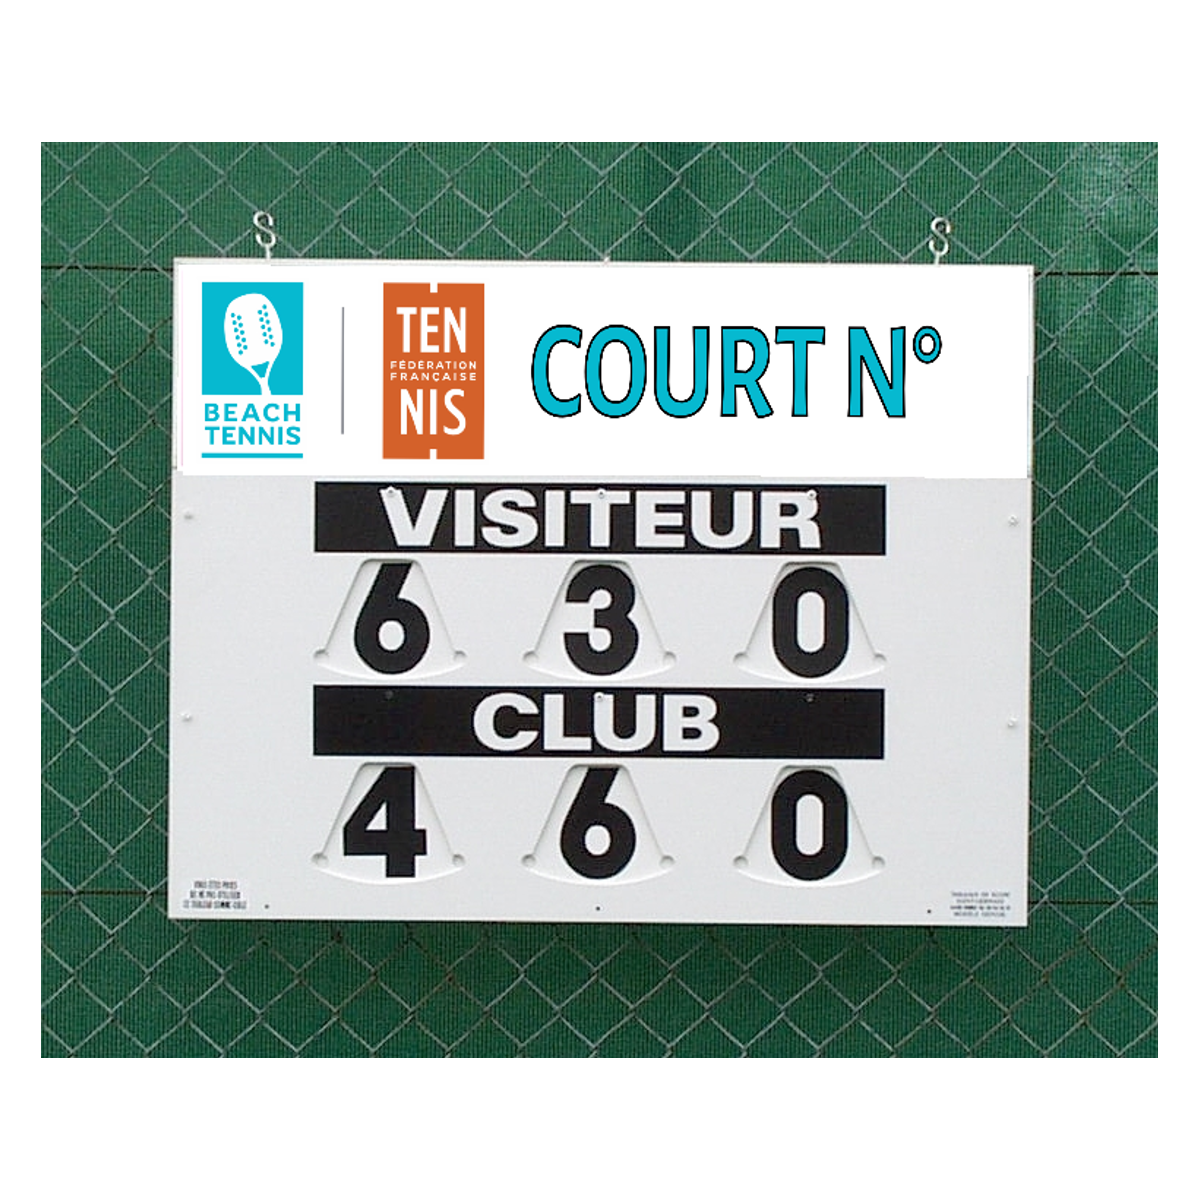 BEACH
TENNIS
TEN
FÉDÉRATION
FRANÇAISE
NIS
COURT N°
VISITEUR
6 3 0
CLUB
4 6 0